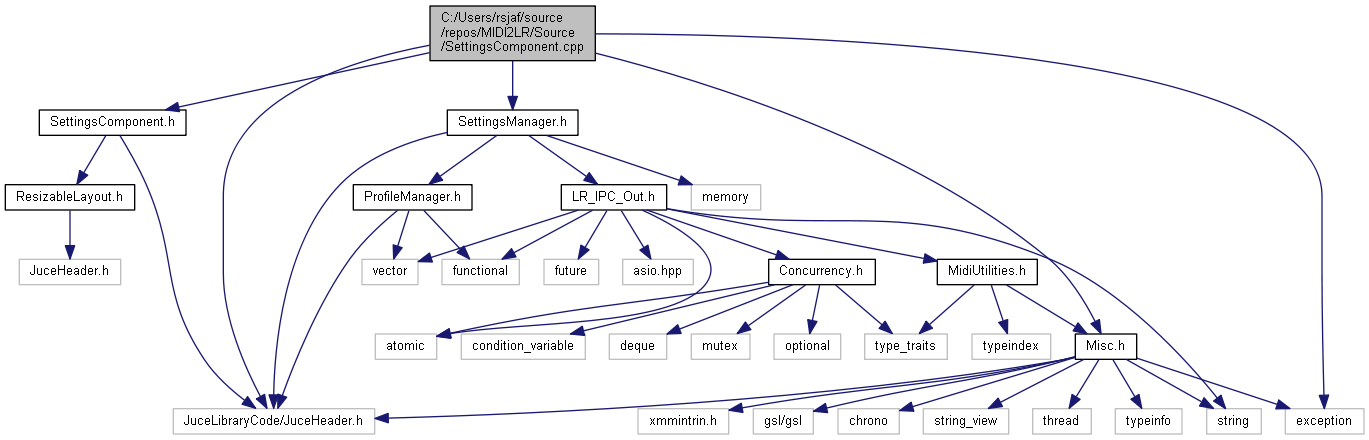 C:/Users/rsjaf/source
/repos/MIDI2LR/Source
/SettingsComponent.cpp
SettingsComponent.h
SettingsManager.h
ResizableLayout.h
ProfileManager.h
LR_IPC_Out.h
memory
JuceHeader.h
vector
functional
future
asio.hpp
Concurrency.h
MidiUtilities.h
atomic
condition_variable
deque
mutex
optional
type_traits
typeindex
Misc.h
JuceLibraryCode/JuceHeader.h
xmmintrin.h
gsl/gsl
chrono
string_view
thread
typeinfo
string
exception